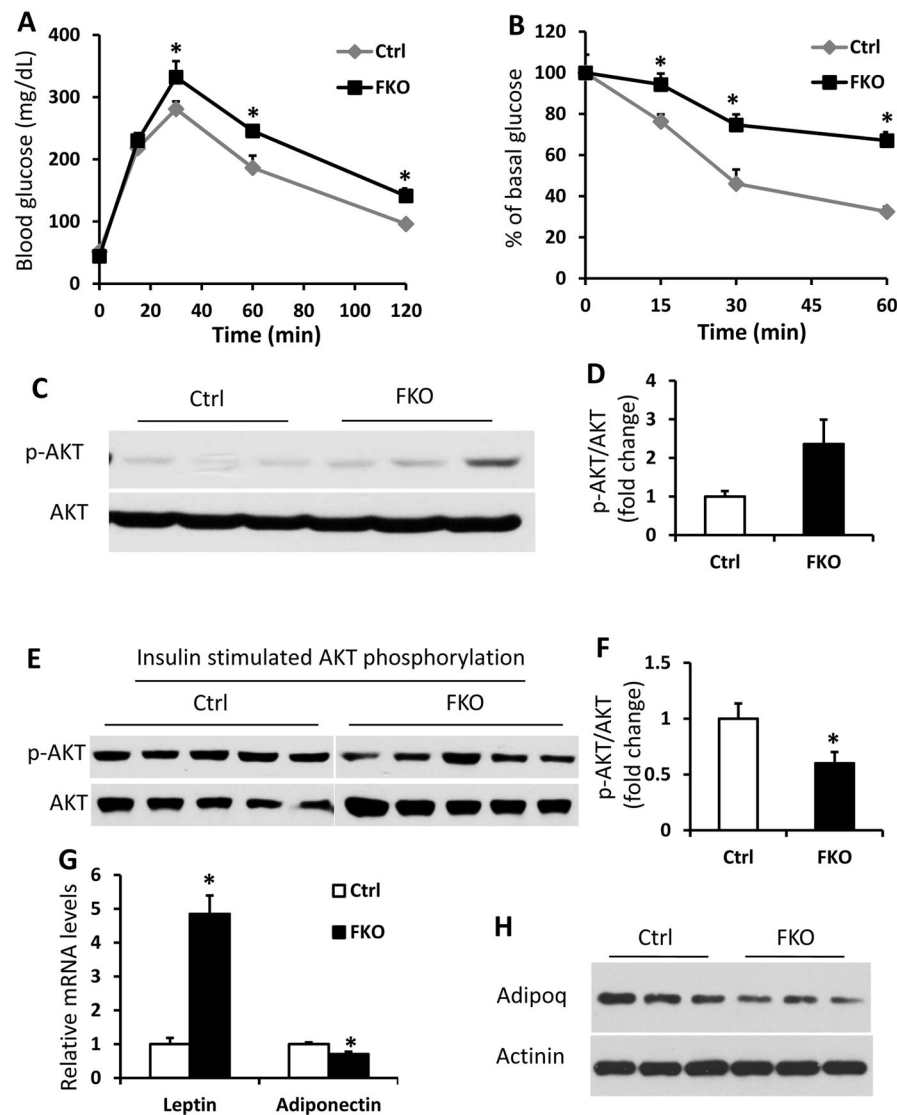 A
Blood glucose (mg/dL)
400
300
200
100
0
0 20 40 60 80 100 120
Time (min)
Ctrl
FKO
* * *
B
% of basal glucose
120
100
80
60
40
20
0
0 15 30 45 60
Time (min)
Ctrl
FKO
* * *
C
Ctrl FKO
p-AKT
AKT
D
p-AKT/AKT
(fold change)
4
3
2
1
0
Ctrl FKO
E
Insulin stimulated AKT phosphorylation
Ctrl FKO
p-AKT
AKT
F
p-AKT/AKT
(fold change)
1.5
1
0.5
0
*
Ctrl FKO
G
Relative mRNA levels
6
5
4
3
2
1
0
*
*
Ctrl
FKO
Leptin Adiponectin
H
Ctrl FKO
Adipoq
Actinin